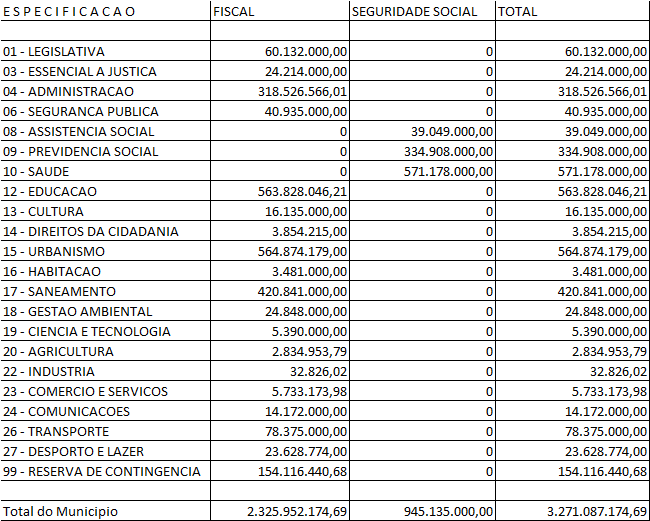 E S P E C I F I C A C A O FISCAL SEGURIDADE SOCIAL TOTAL
01 - LEGISLATIVA 60.132.000,00 0 60.132.000,00
03 - ESSENCIAL A JUSTICA 24.214.000,00 0 24.214.000,00
04 - ADMINISTRACAO 318.526.566,01 0 318.526.566,01
06 - SEGURANCA PUBLICA 40.935.000,00 0 40.935.000,00
08 - ASSISTENCIA SOCIAL 0 39.049.000,00 39.049.000,00
09 - PREVIDENCIA SOCIAL 0 334.908.000,00 334.908.000,00
10 - SAUDE 0 571.178.000,00 571.178.000,00
12 - EDUCACAO 563.828.046,21 0 563.828.046,21
13 - CULTURA 16.135.000,00 0 16.135.000,00
14 - DIREITOS DA CIDADANIA 3.854.215,00 0 3.854.215,00
15 - URBANISMO 564.874.179,00 0 564.874.179,00
16 - HABITACAO 3.481.000,00 0 3.481.000,00
17 - SANEAMENTO 420.841.000,00 0 420.841.000,00
18 - GESTAO AMBIENTAL 24.848.000,00 0 24.848.000,00
19 - CIENCIA E TECNOLOGIA 5.390.000,00 0 5.390.000,00
20 - AGRICULTURA 2.834.953,79 0 2.834.953,79
22 - INDUSTRIA 32.826,02 0 32.826,02
23 - COMERCIO E SERVICOS 5.733.173,98 0 5.733.173,98
24 - COMUNICACOES 14.172.000,00 0 14.172.000,00
26 - TRANSPORTE 78.375.000,00 0 78.375.000,00
27 - DESPORTO E LAZER 23.628.774,00 0 23.628.774,00
99 - RESERVA DE CONTINGENCIA 154.116.440,68 0 154.116.440,68
Total do Municipio 2.325.952.174,69 945.135.000,00 3.271.087.174,69